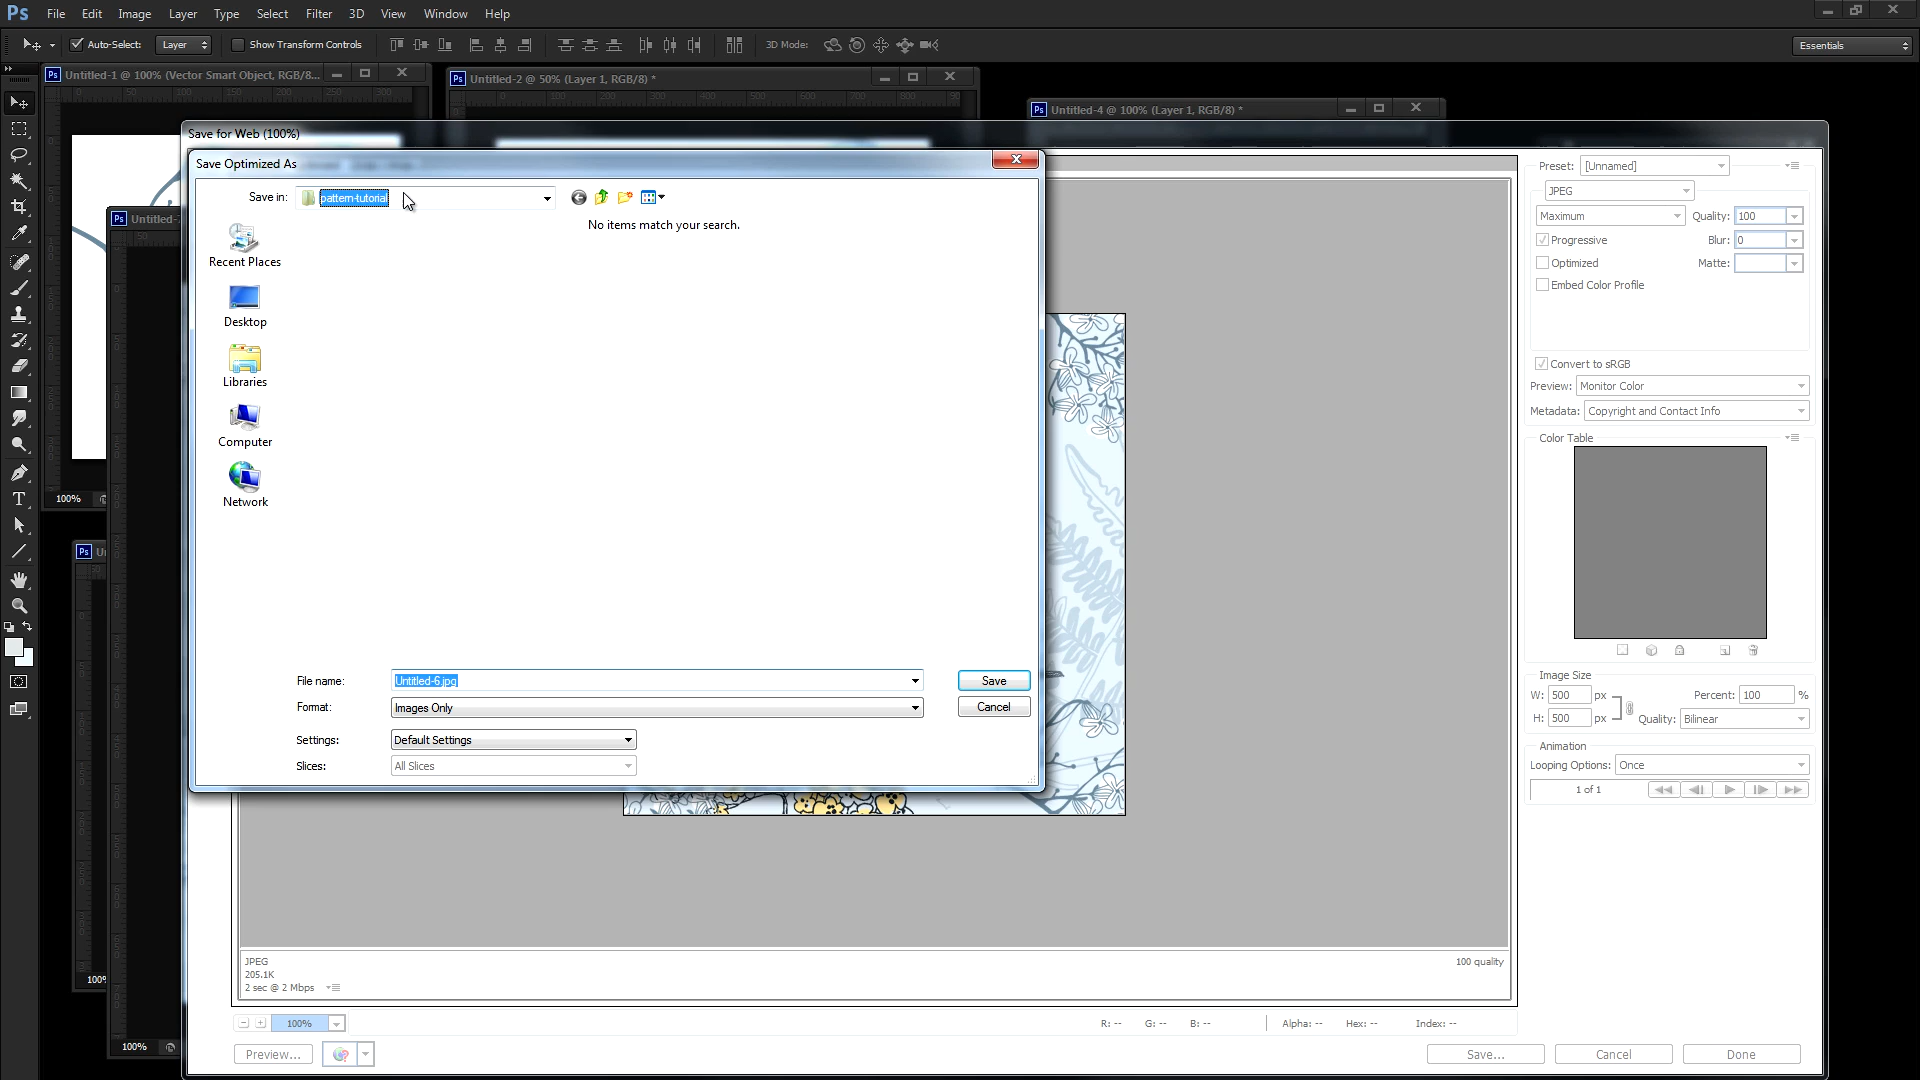 Ps File Edit Image Layer Type Select Filter 3D View Window Help
Auto-Select: Layer Show Transform Controls 3D Mode: Essentials
Ps Untitled-1 @ 100% (Vector Smart Object, RGB/8...
Ps Untitled-2 @ 50% (Layer 1, RGB/8) *
Ps Untitled-4 @ 100% (Layer 1, RGB/8) *
Save for Web (100%)
Save Optimized As
Save in: pattern-tutorial
No items match your search.
Recent Places
Desktop
Libraries
Computer
Network
File name: Untitled-6.jpg Save
Format: Images Only Cancel
Settings: Default Settings
Slices: All Slices
Preset: [Unnamed]
JPEG
Maximum Quality: 100
Progressive Blur: 0
Optimized Matte:
Embed Color Profile
Convert to sRGB
Preview: Monitor Color
Metadata: Copyright and Contact Info
Color Table
Image Size
W: 500 px Percent: 100 %
H: 500 px Quality: Bilinear
Animation
Looping Options: Once
1 of 1
JPEG
205.1K
2 sec @ 2 Mbps
100 quality
100% R: -- G: -- B: -- Alpha: -- Hex: -- Index: --
Preview... Save... Cancel Done
Ps Untitled-
100%
Ps
100%
100%